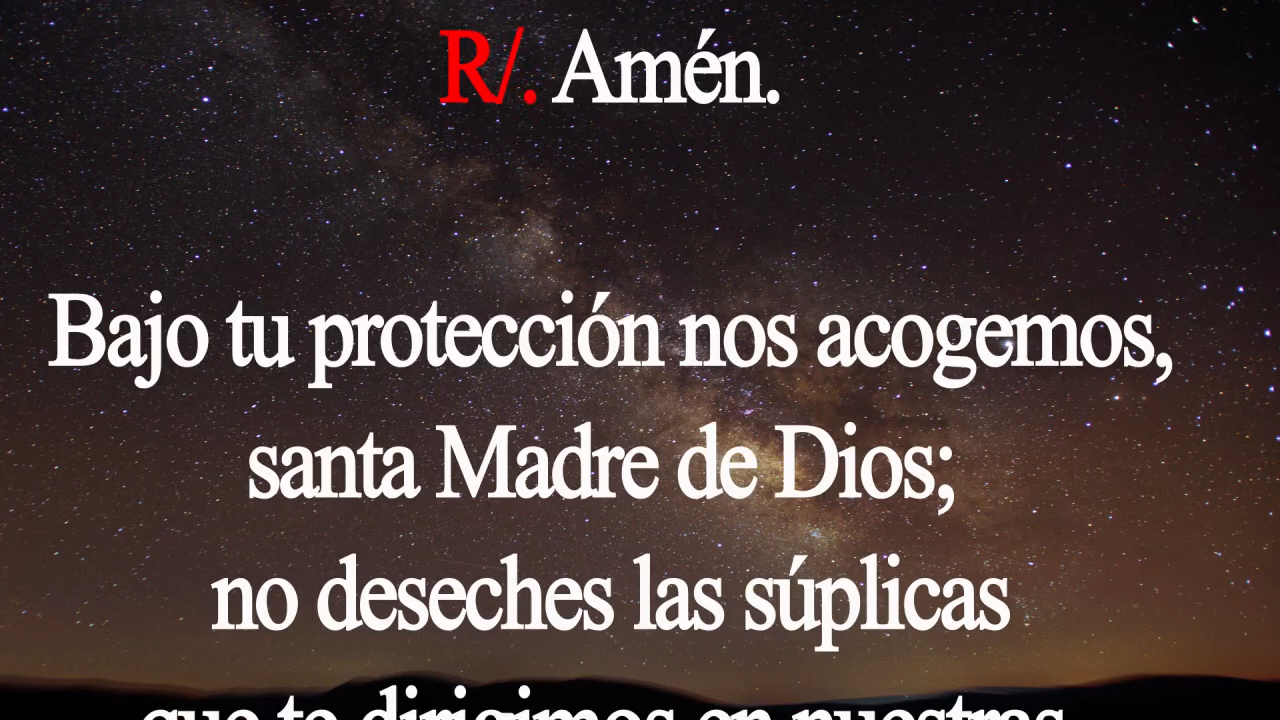 R/. Amén.
Bajo tu protección nos acogemos,
santa Madre de Dios;
no deseches las súplicas
que te dirigimos en nuestras